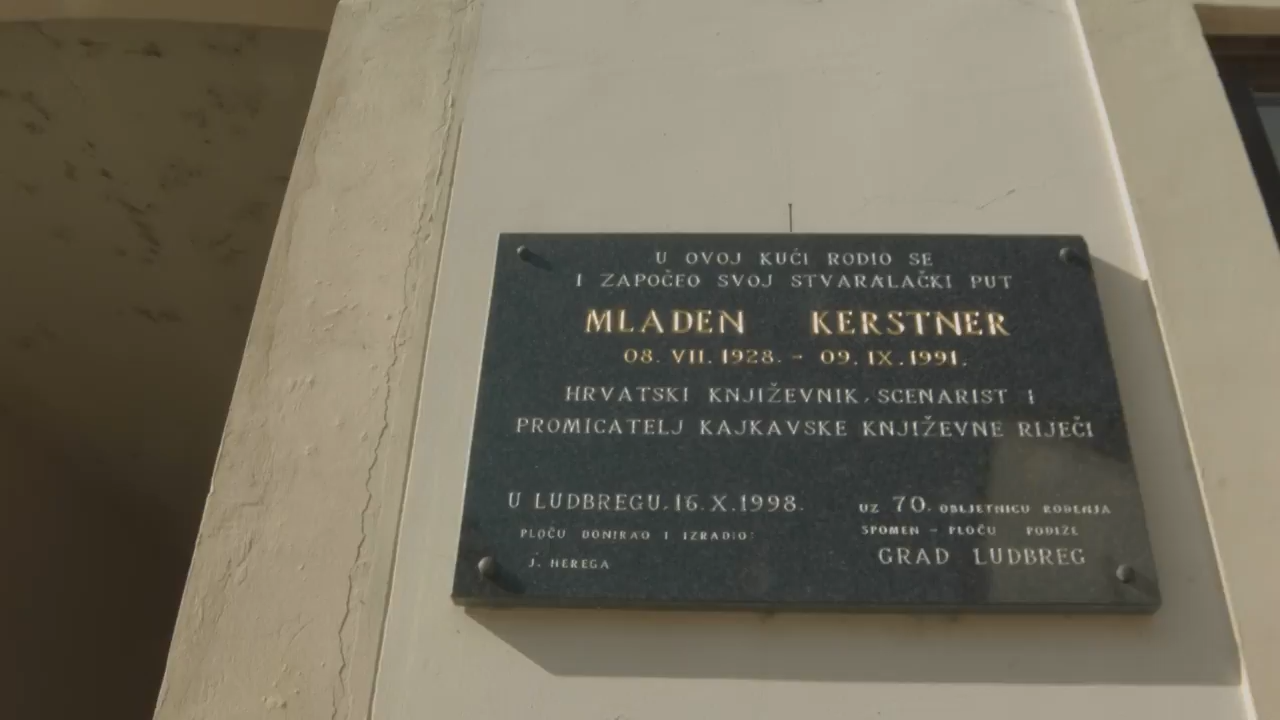 U OVOJ KUĆI RODIO SE
I ZAPOČEO SVOJ STVARALAČKI PUT
MLADEN KERSTNER
08. VII. 1928. - 09. IX. 1991.
HRVATSKI KNJIŽEVNIK, SCENARIST I
PROMICATELJ KAJKAVSKE KNJIŽEVNE RIJEČI
U LUDBREGU, 16. X. 1998.
PLOČU DONIRAO I IZRADIO:
J. HEREGA
UZ 70. OBLJETNICU ROĐENJA
SPOMEN - PLOČU PODIŽE
GRAD LUDBREG